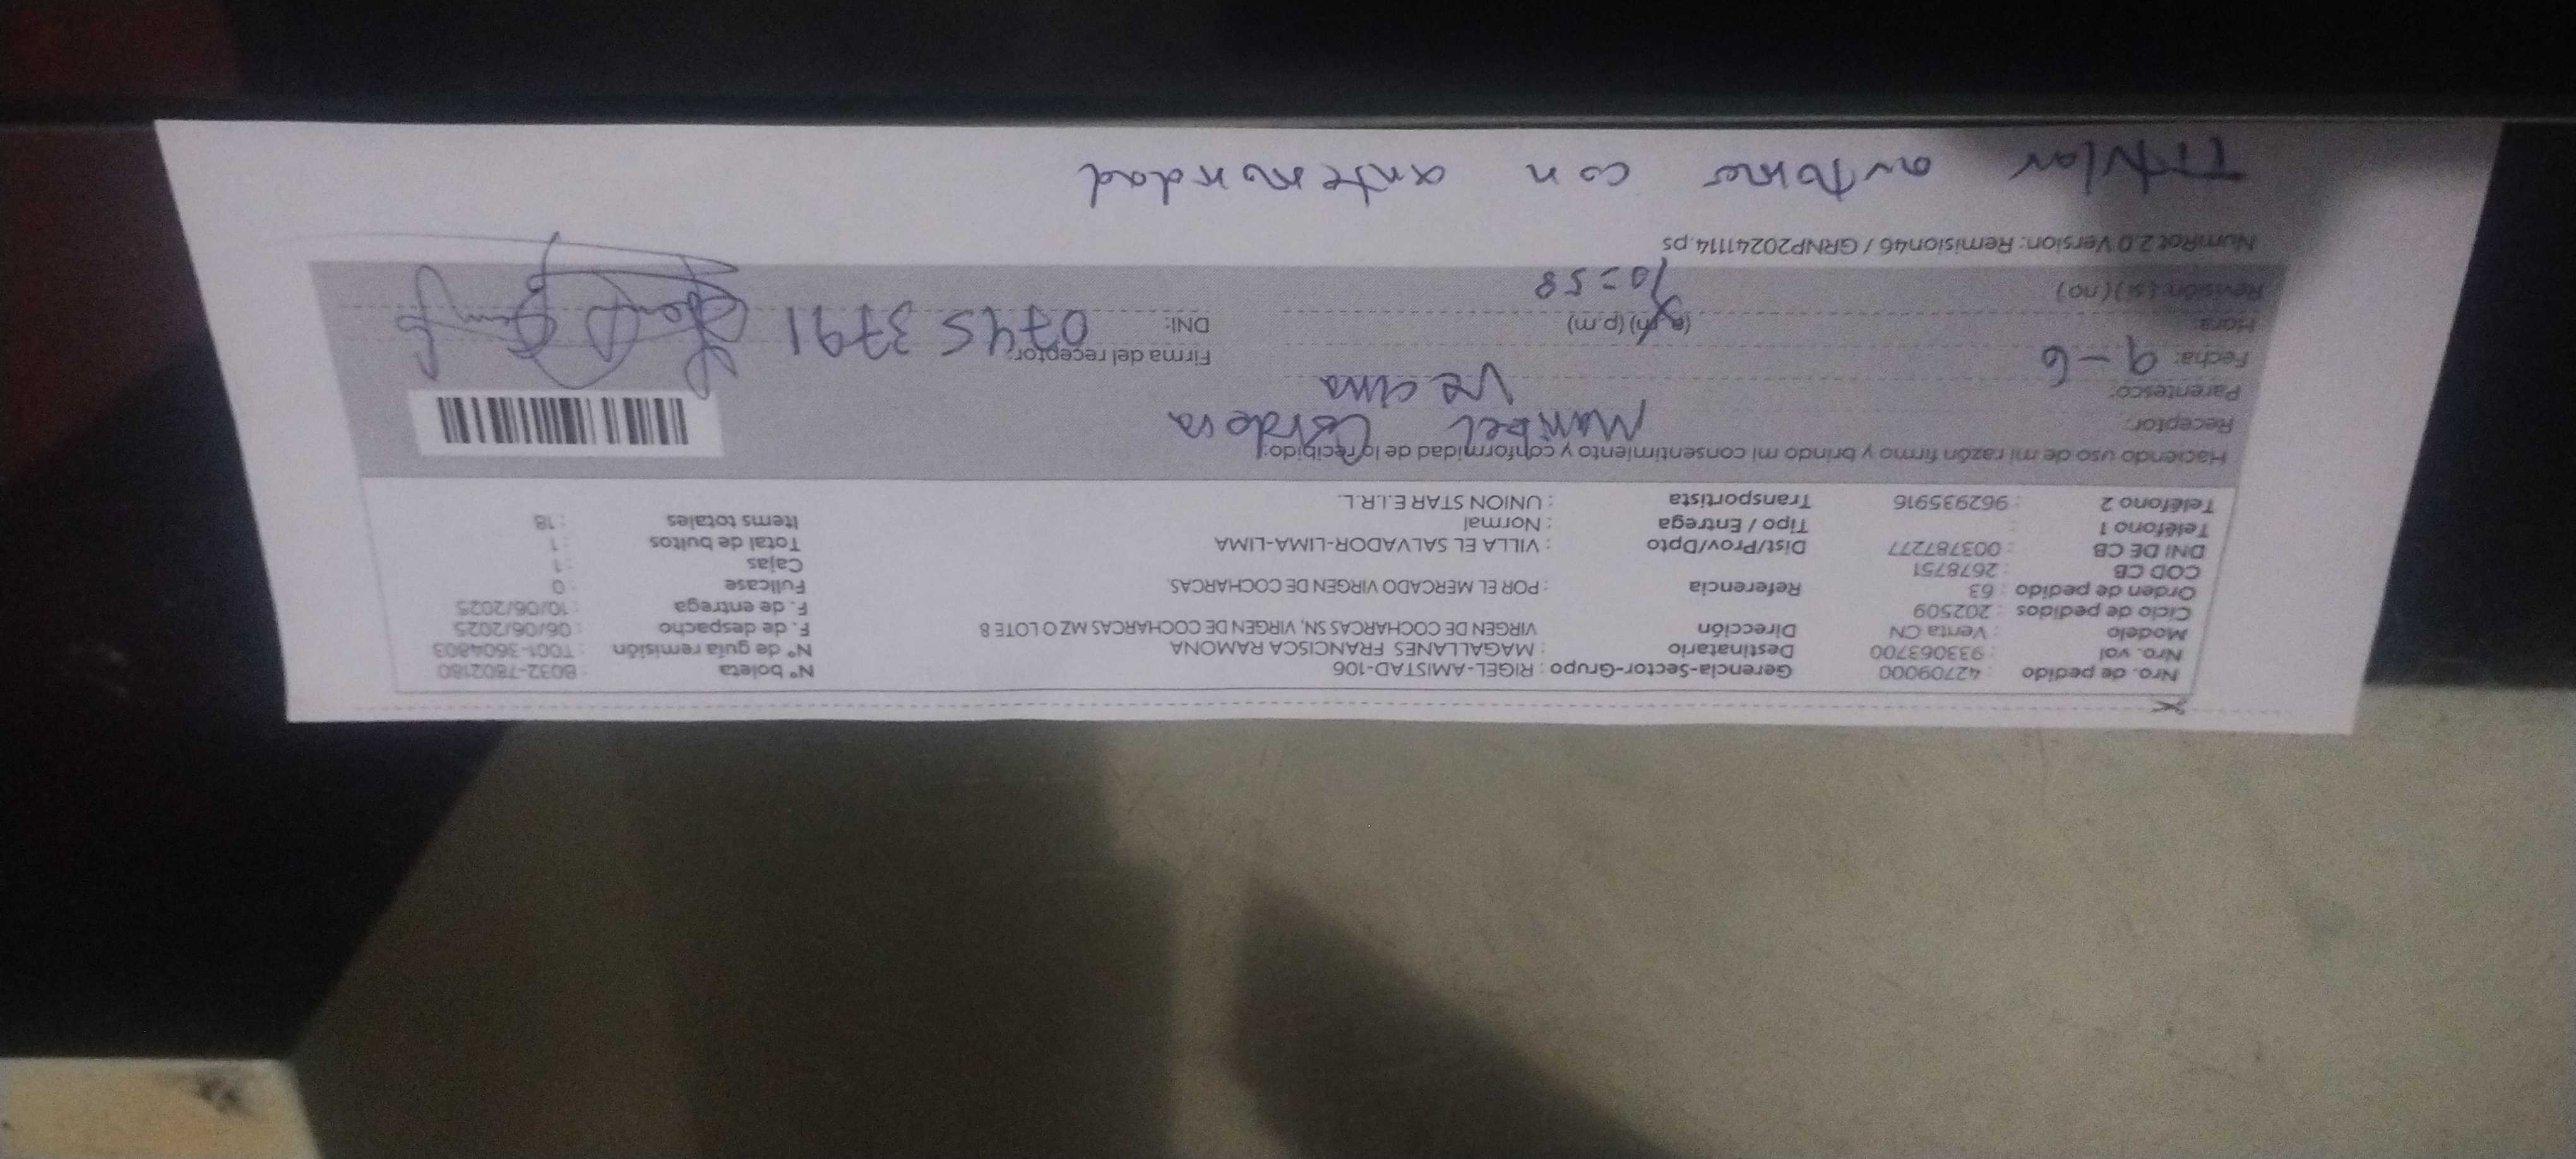 Nro. de pedido : 42709000 Gerencia-Sector-Grupo : RIGEL-AMISTAD-106 N° boleta : B032-7802180
Nro. vol : 933063700 Destinatario : MAGALLANES FRANCISCA RAMONA N° de guía remisión : T001-3604803
Modelo : Venta CN Dirección VIRGEN DE COCHARCAS SN, VIRGEN DE COCHARCAS MZ O LOTE 8 F. de despacho : 06/06/2025
Ciclo de pedidos : 202509 F. de entrega : 10/06/2025
Orden de pedido : 63 Referencia : POR EL MERCADO VIRGEN DE COCHARCAS. Fullcase : 0
COD CB : 2678751 Cajas : 1
DNI DE CB : 003787277 Dist/Prov/Dpto : VILLA EL SALVADOR-LIMA-LIMA Total de bultos : 1
Teléfono 1 : Tipo / Entrega : Normal Items totales : 18
Teléfono 2 : 962935916 Transportista : UNION STAR E.I.R.L.
Haciendo uso de mi razón firmo y brindo mi consentimiento y conformidad de lo recibido:
Receptor: Maribel Cordova
Parentesco: Vecina
Fecha: 9-6 Firma del receptor:
Hora: (a.m) (p.m) DNI: 07453791
Revisión: (si) (no) 10=58
NumRot 2.0 Version: Remision46 / GRNP20241114.ps
Titular autorizo con anterioridad